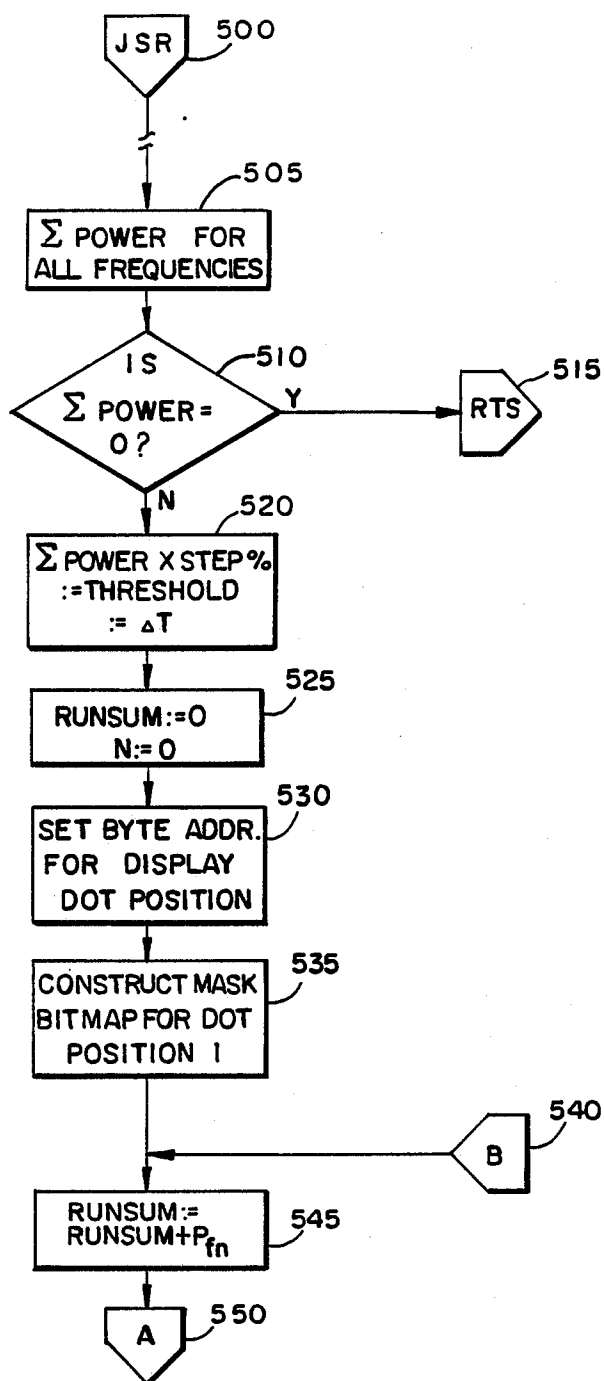 JSR
500
505
Σ POWER FOR
ALL FREQUENCIES
510
IS
Σ POWER =
0?
Y
515
RTS
N
520
Σ POWER X STEP%
:=THRESHOLD
:= ΔT
525
RUNSUM:=0
N:=0
530
SET BYTE ADDR.
FOR DISPLAY
DOT POSITION
535
CONSTRUCT MASK
BITMAP FOR DOT
POSITION 1
540
B
RUNSUM:=
RUNSUM+Pfn
545
A
550